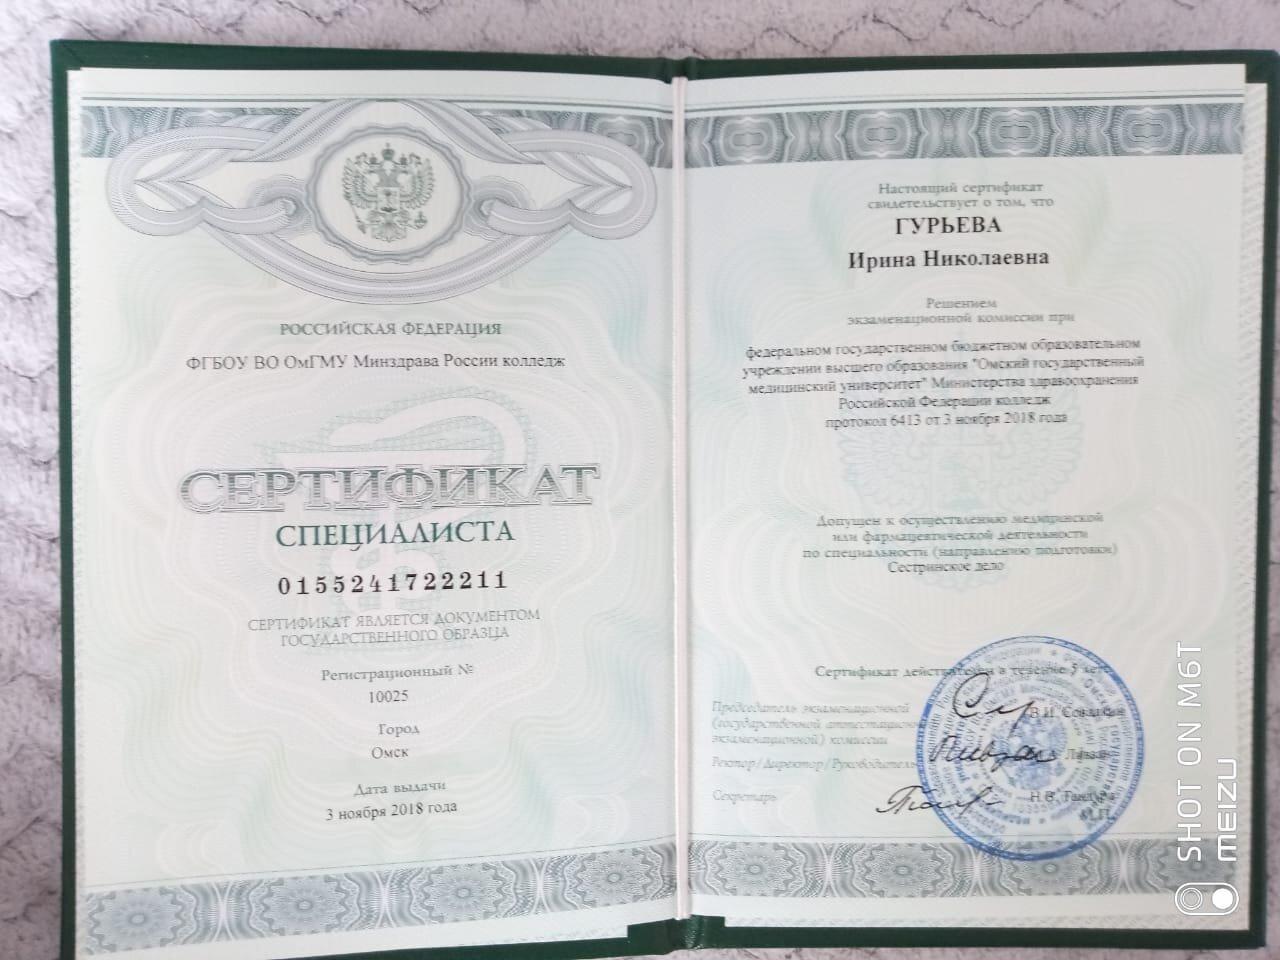 РОССИЙСКАЯ ФЕДЕРАЦИЯ
ФГБОУ ВО ОмГМУ Минздрава России колледж
СЕРТИФИКАТ
СПЕЦИАЛИСТА
0155241722211
СЕРТИФИКАТ ЯВЛЯЕТСЯ ДОКУМЕНТОМ
ГОСУДАРСТВЕННОГО ОБРАЗЦА
Регистрационный №
10025
Город
Омск
Дата выдачи
3 ноября 2018 года
Настоящий сертификат
свидетельствует о том, что
ГУРЬЕВА
Ирина Николаевна
Решением
экзаменационной комиссии при
федеральном государственном бюджетном образовательном
учреждении высшего образования "Омский государственный
медицинский университет" Министерства здравоохранения
Российской Федерации колледж
протокол 6413 от 3 ноября 2018 года
Допущен к осуществлению медицинской
или фармацевтической деятельности
по специальности (направлению подготовки)
Сестринское дело
Сертификат действителен в течение 5 лет
Председатель экзаменационной
(государственной аттестационной
экзаменационной) комиссии
В.И.
Ректор/Директор/Руководитель
Секретарь
Н.В.
М.П.
SHOT ON M6T
MEIZU